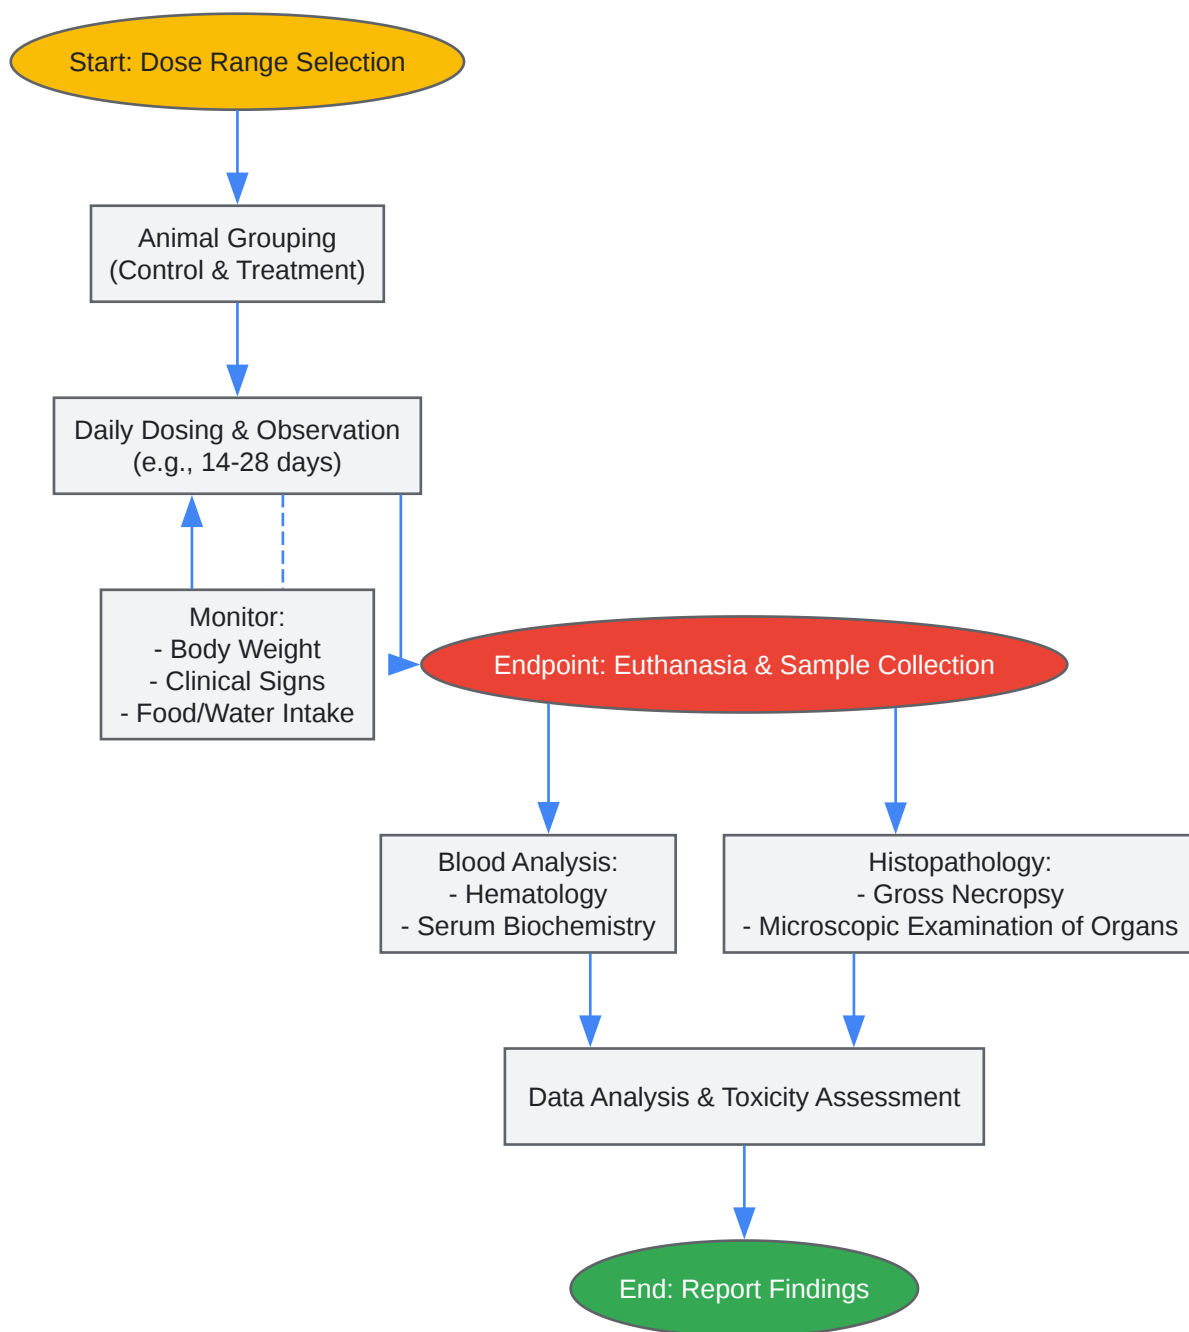 Start: Dose Range Selection
Animal Grouping
(Control & Treatment)
Daily Dosing & Observation
(e.g., 14-28 days)
Monitor:
- Body Weight
- Clinical Signs
- Food/Water Intake
Endpoint: Euthanasia & Sample Collection
Blood Analysis:
- Hematology
- Serum Biochemistry
Histopathology:
- Gross Necropsy
- Microscopic Examination of Organs
Data Analysis & Toxicity Assessment
End: Report Findings